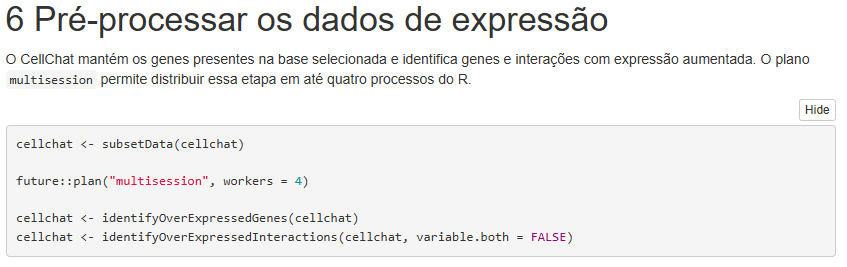 6 Pré-processar os dados de expressão
O CellChat mantém os genes presentes na base selecionada e identifica genes e interações com expressão aumentada. O plano
multisession permite distribuir essa etapa em até quatro processos do R.
Hide
cellchat <- subsetData(cellchat)
future::plan("multisession", workers = 4)
cellchat <- identifyOverExpressedGenes(cellchat)
cellchat <- identifyOverExpressedInteractions(cellchat, variable.both = FALSE)